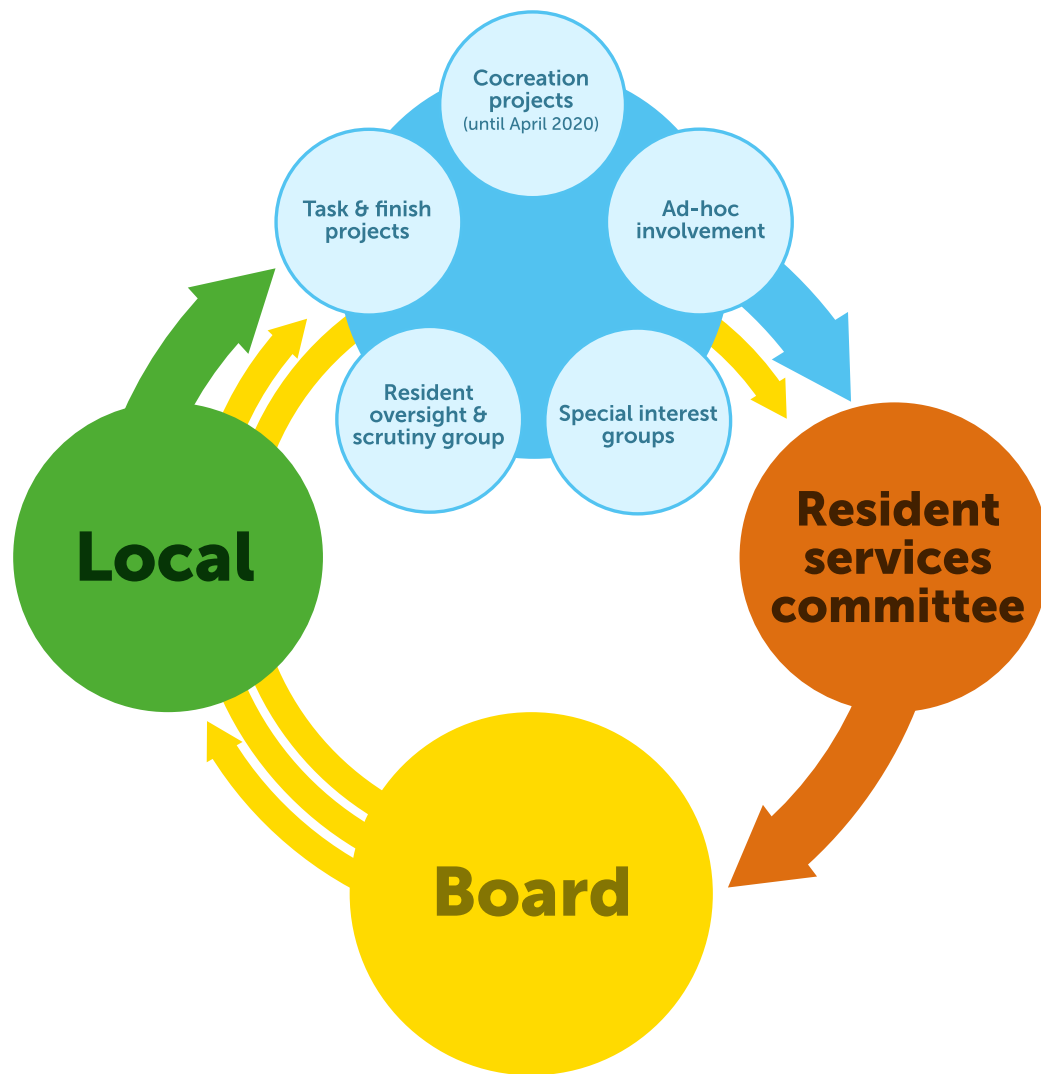 Cocreation
projects
(until April 2020)
Task & finish
projects
Ad-hoc
involvement
Resident
oversight &
scrutiny group
Special interest
groups
Local
Resident
services
committee
Board